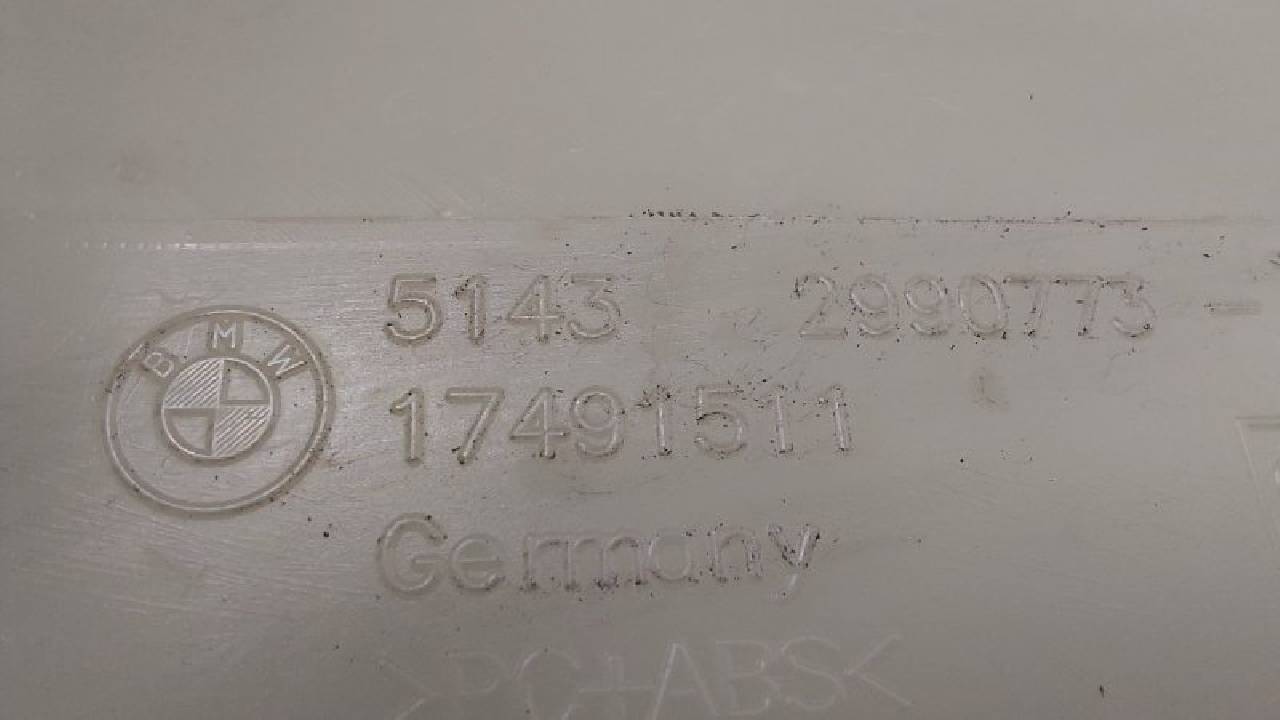 BMW
5143 2990773 -
17491511
Germany
>PC+ABS<